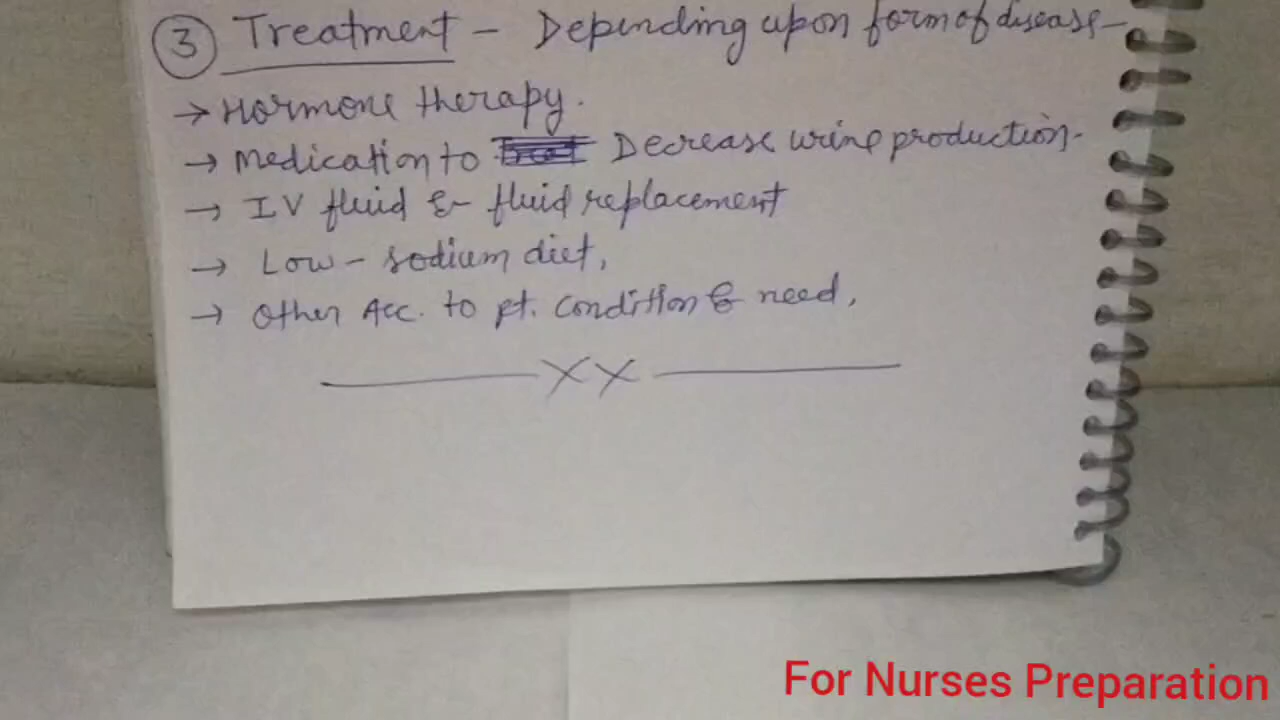 ③ Treatment - Depending upon form of disease -
→ Hormone therapy.
→ Medication to Decrease urine production.
→ IV fluid & fluid replacement
→ Low - sodium diet,
→ Other Acc. to pt. condition & need,
XX
For Nurses Preparation